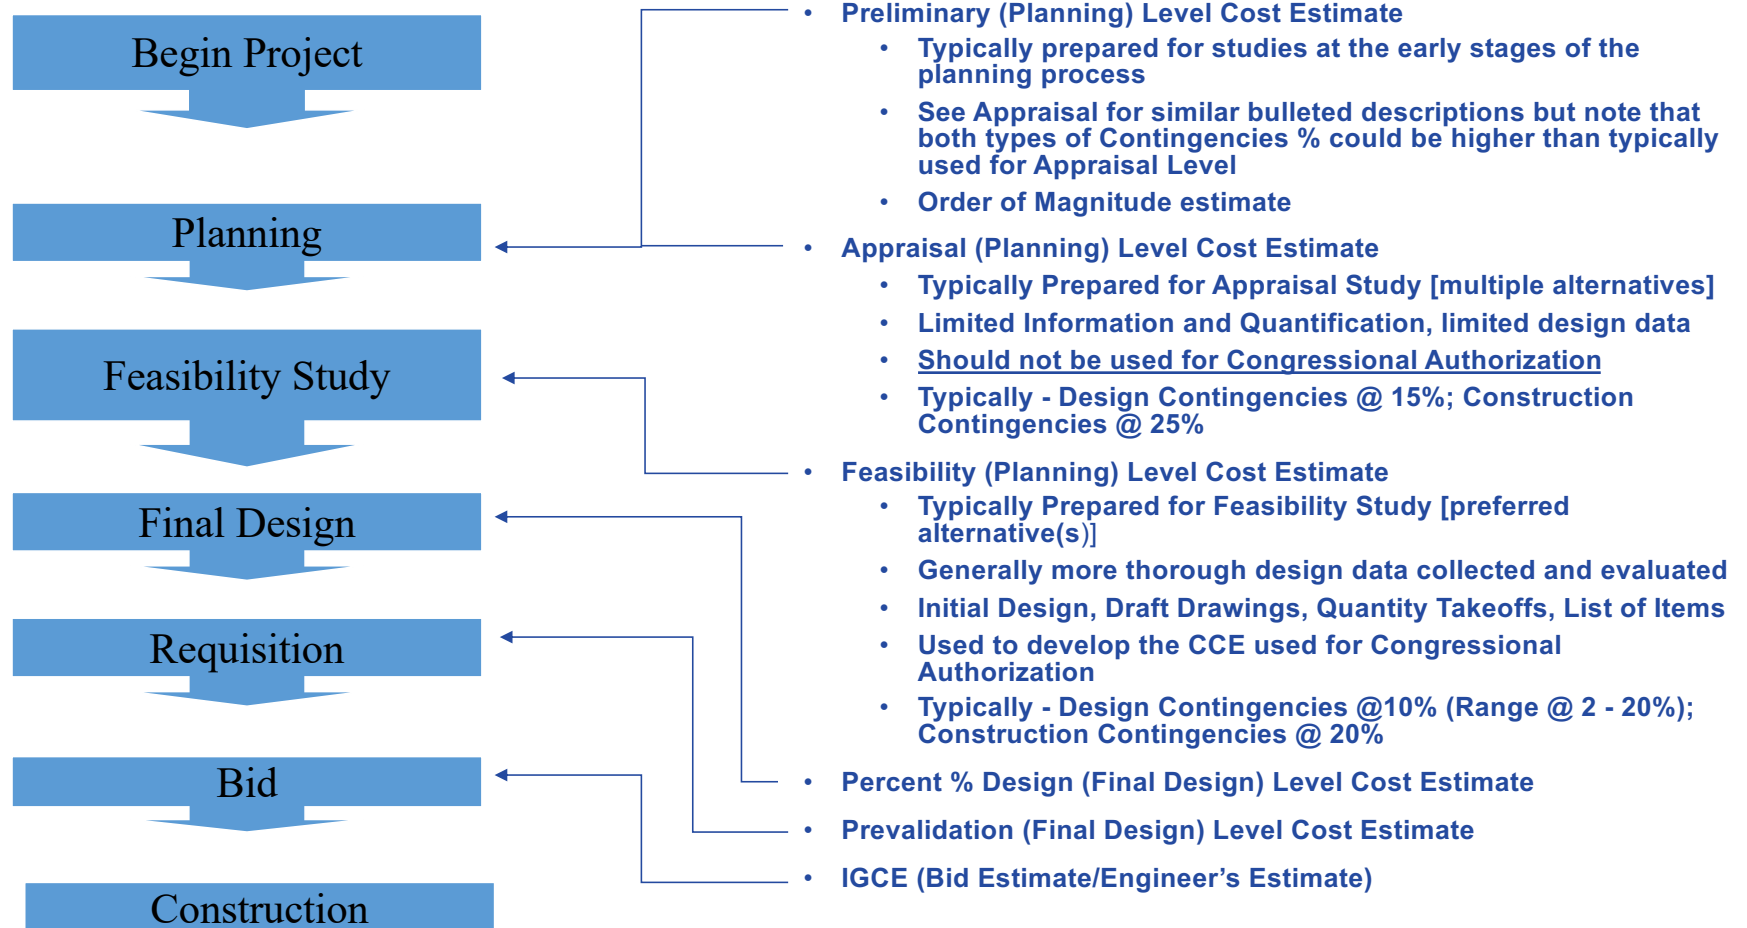 Begin Project
Planning
Feasibility Study
Final Design
Requisition
Bid
Construction
• Preliminary (Planning) Level Cost Estimate
• Typically prepared for studies at the early stages of the
planning process
• See Appraisal for similar bulleted descriptions but note that
both types of Contingencies % could be higher than typically
used for Appraisal Level
• Order of Magnitude estimate
• Appraisal (Planning) Level Cost Estimate
• Typically Prepared for Appraisal Study [multiple alternatives]
• Limited Information and Quantification, limited design data
• Should not be used for Congressional Authorization
• Typically - Design Contingencies @ 15%; Construction
Contingencies @ 25%
• Feasibility (Planning) Level Cost Estimate
• Typically Prepared for Feasibility Study [preferred
alternative(s)]
• Generally more thorough design data collected and evaluated
• Initial Design, Draft Drawings, Quantity Takeoffs, List of Items
• Used to develop the CCE used for Congressional
Authorization
• Typically - Design Contingencies @10% (Range @ 2 - 20%);
Construction Contingencies @ 20%
• Percent % Design (Final Design) Level Cost Estimate
• Prevalidation (Final Design) Level Cost Estimate
• IGCE (Bid Estimate/Engineer’s Estimate)